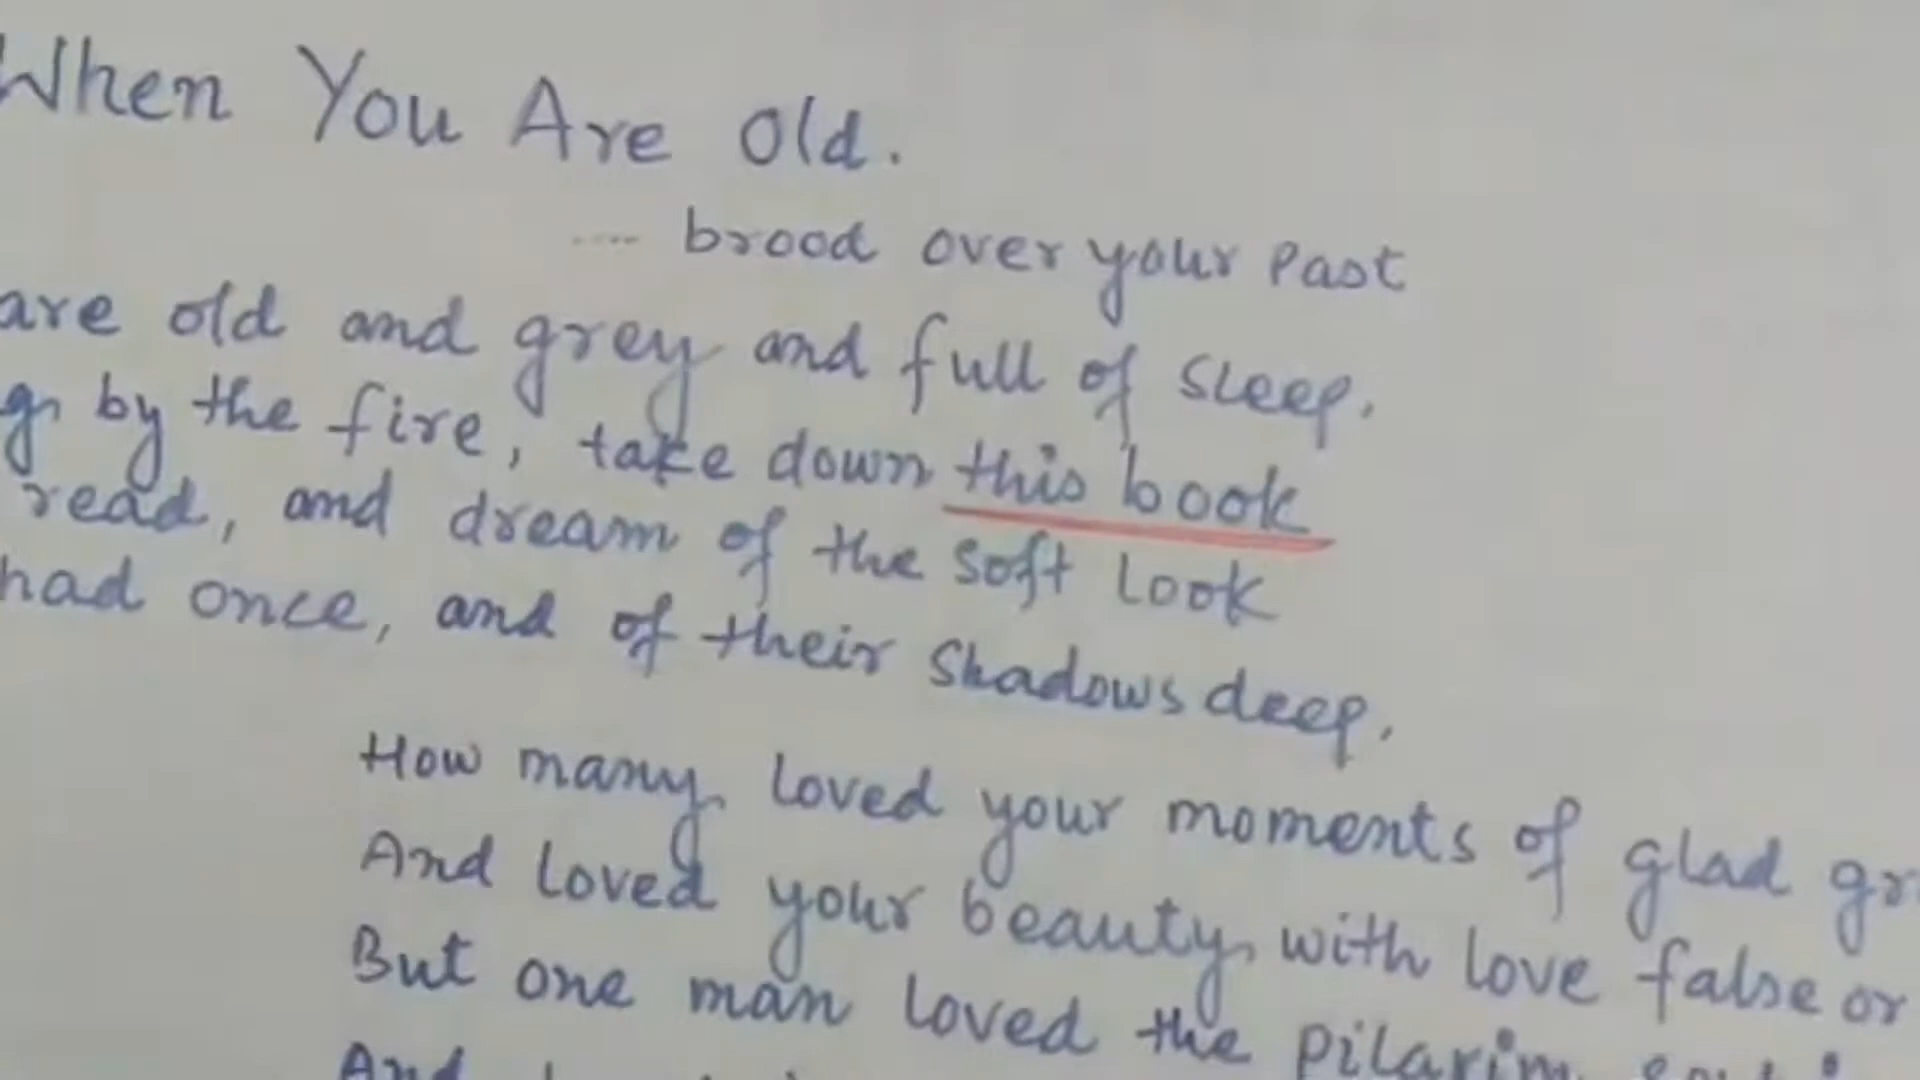 When You Are Old.
.... brood over your Past
are old and grey and full of sleep.
g by the fire, take down this book
read, and dream of the soft Look
had once, and of their Shadows deep.
How many loved your moments of glad
And loved your beauty with love false or
But one man loved the Pilgrim
And